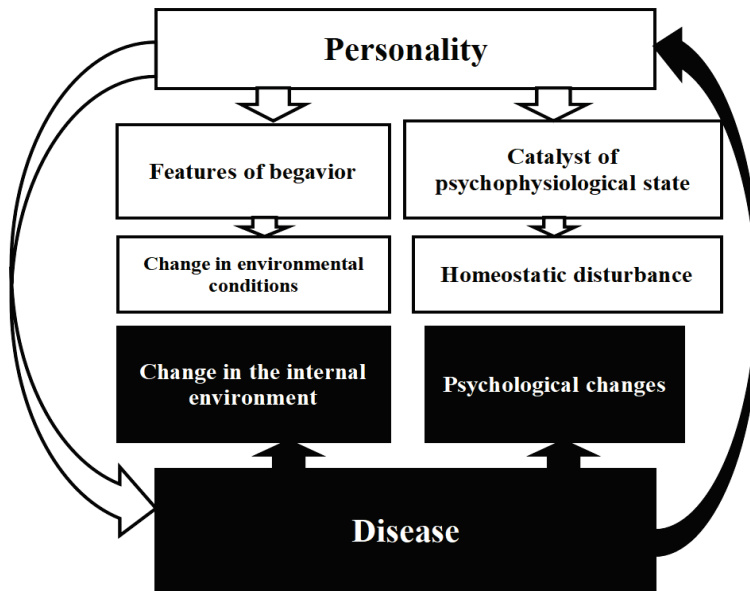 Personality
Features of begavior
Catalyst of
psychophysiological state
Change in environmental
conditions
Homeostatic disturbance
Change in the internal
environment
Psychological changes
Disease